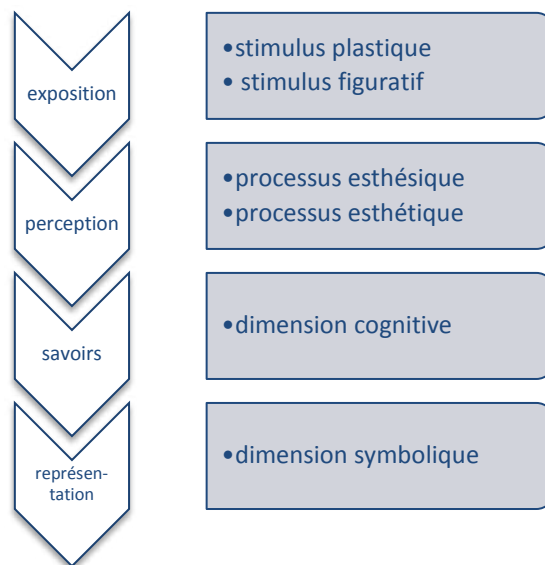 exposition
•stimulus plastique
• stimulus figuratif
perception
•processus esthésique
•processus esthétique
savoirs
•dimension cognitive
représen-
tation
•dimension symbolique